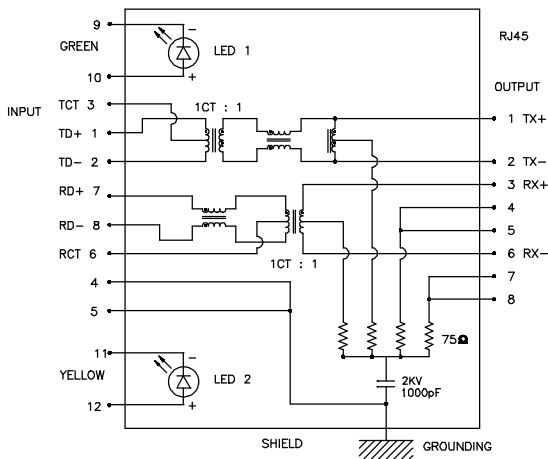 9
GREEN
LED 1
10
RJ45
INPUT
OUTPUT
TCT 3
1CT : 1
TD+ 1
1 TX+
TD- 2
2 TX-
RD+ 7
3 RX+
4
RD- 8
5
RCT 6
6 RX-
1CT : 1
4
7
5
8
75Ω
11
YELLOW
LED 2
12
2KV
1000pF
SHIELD
GROUNDING
-
+
-
+